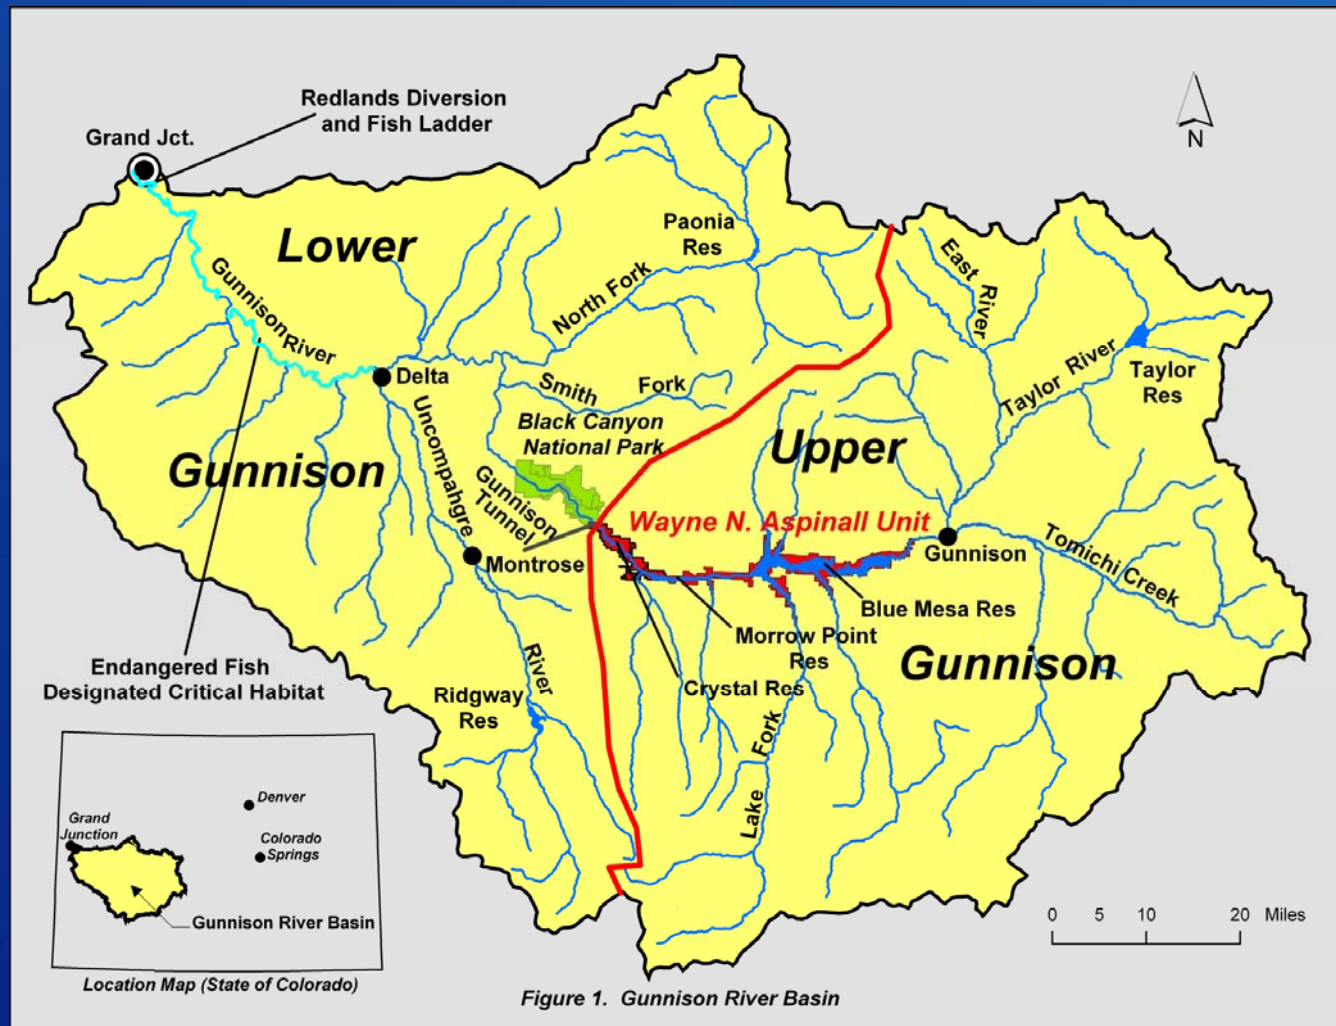 Redlands Diversion
and Fish Ladder
Grand Jct.
N
Lower
Paonia
Res
East
River
North Fork
Gunnison
River
Taylor River
Taylor
Res
Delta
Smith Fork
Black Canyon
National Park
Uncompahgre
Upper
Gunnison
Gunnison
Tunnel
Wayne N. Aspinall Unit
Gunnison
Tomichi Creek
Montrose
Blue Mesa Res
Morrow Point
Res
Gunnison
Endangered Fish
Designated Critical Habitat
River
Crystal Res
Ridgway
Res
Lake Fork
Denver
Grand
Junction
Colorado
Springs
Gunnison River Basin
Location Map (State of Colorado)
0 5 10 20 Miles
Figure 1. Gunnison River Basin